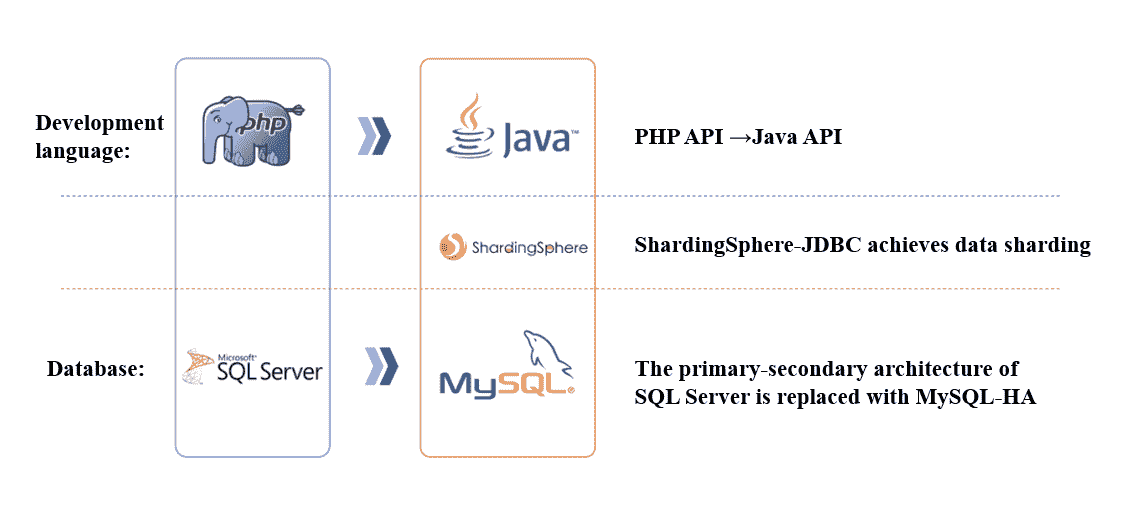 Development
language:
php
Java™
PHP API →Java API
ShardingSphere
ShardingSphere-JDBC achieves data sharding
Database:
Microsoft®
SQL Server
MySQL®
The primary-secondary architecture of
SQL Server is replaced with MySQL-HA